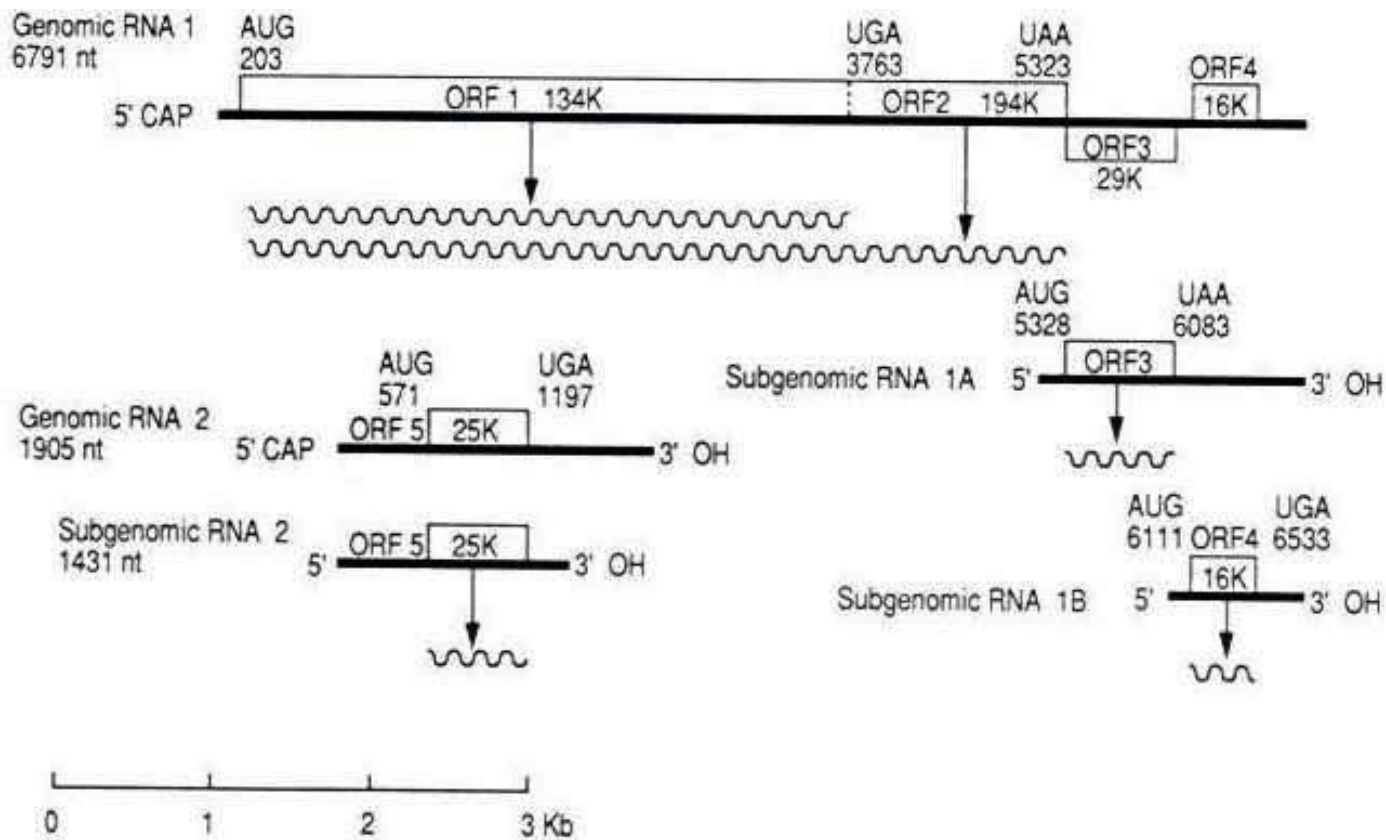 Genomic RNA 1
6791 nt
AUG
203
UGA
3763
UAA
5323
ORF4
5' CAP
ORF 1 134K
ORF2 194K
16K
ORF3
29K
AUG
5328
UAA
6083
Subgenomic RNA 1A
5'
ORF3
3' OH
AUG
571
UGA
1197
Genomic RNA 2
1905 nt
5' CAP
ORF 5
25K
3' OH
Subgenomic RNA 2
1431 nt
5'
ORF 5
25K
3' OH
AUG
6111
ORF4
UGA
6533
16K
Subgenomic RNA 1B
5'
3' OH
0 1 2 3 Kb